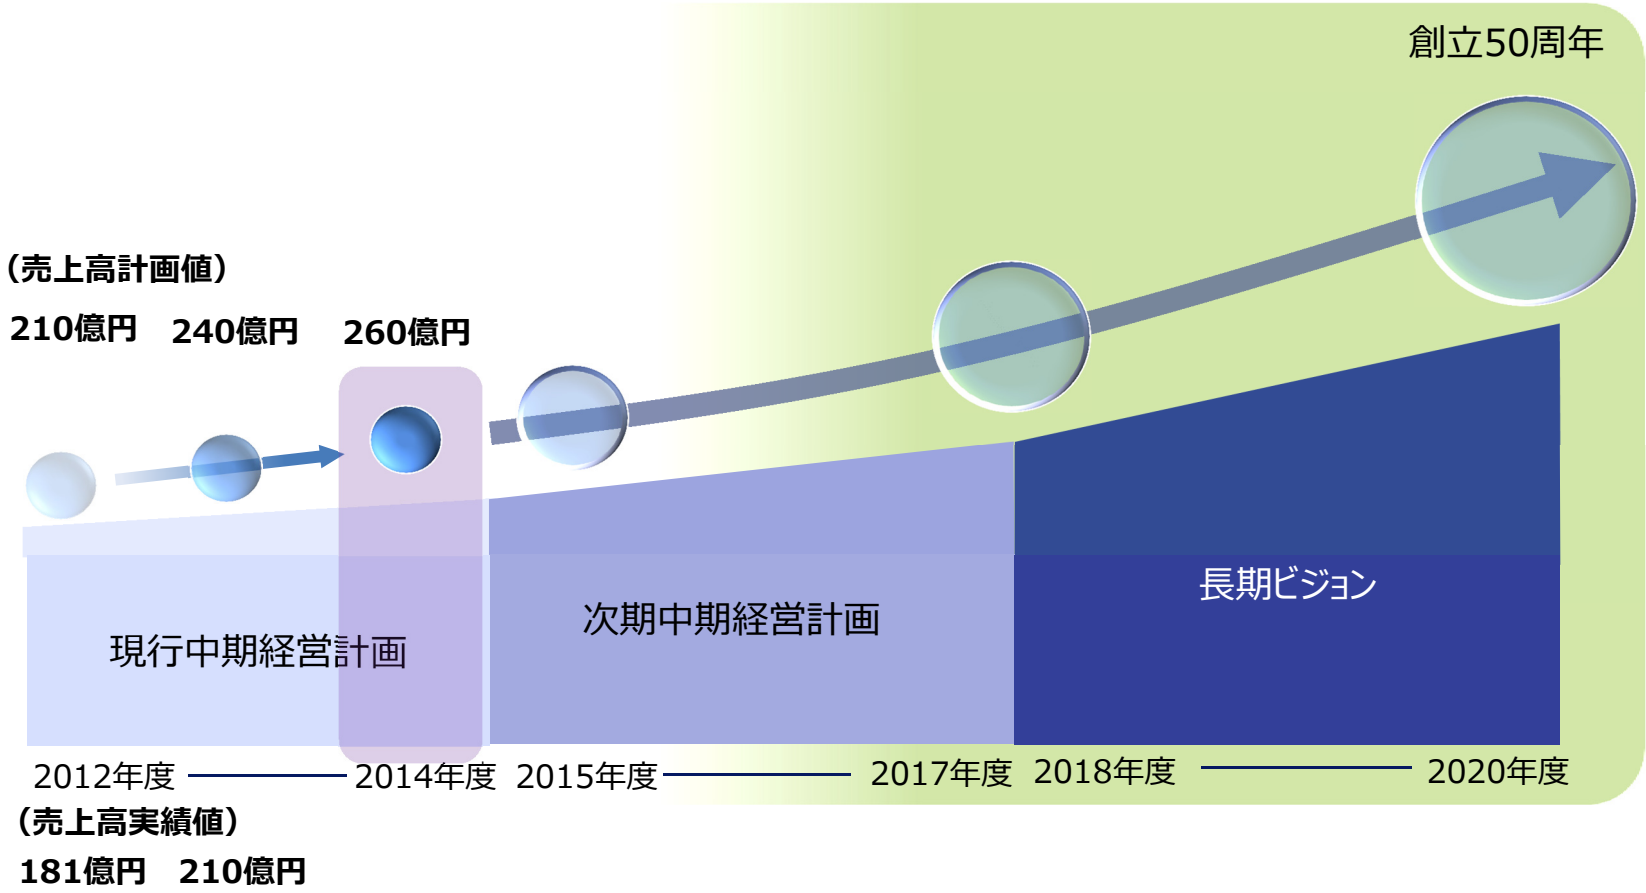 創立50周年
（売上高計画値）
210億円 240億円 260億円
現行中期経営計画
次期中期経営計画
長期ビジョン
2012年度 2014年度 2015年度 2017年度 2018年度 2020年度
（売上高実績値）
181億円 210億円